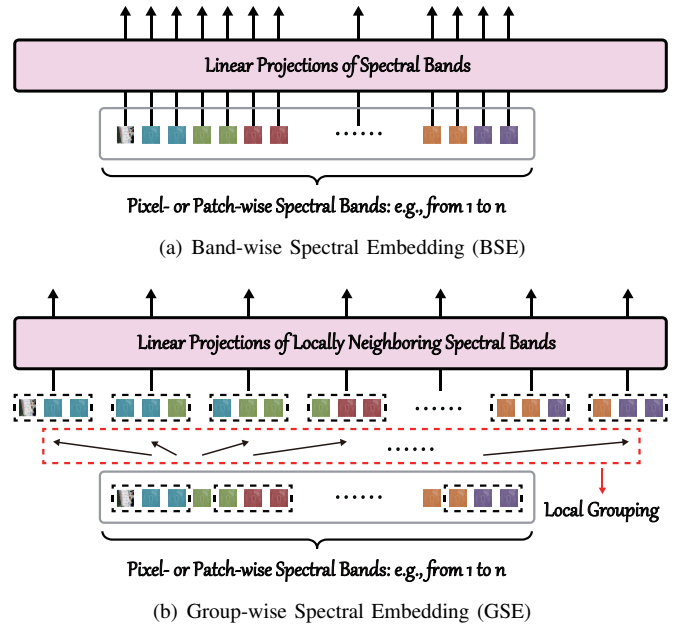 Linear Projections of Spectral Bands
......
Pixel- or Patch-wise Spectral Bands: e.g., from 1 to n
(a) Band-wise Spectral Embedding (BSE)
Linear Projections of Locally Neighboring Spectral Bands
......
......
......
Local Grouping
Pixel- or Patch-wise Spectral Bands: e.g., from 1 to n
(b) Group-wise Spectral Embedding (GSE)